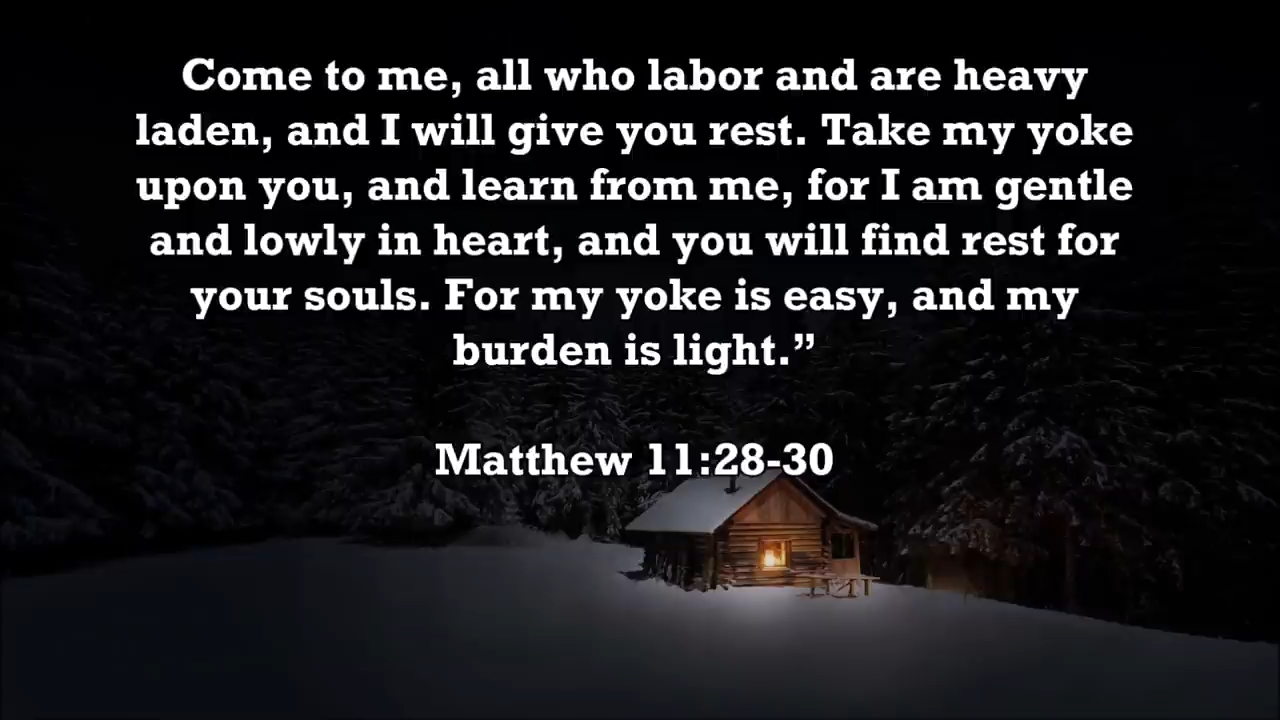 Come to me, all who labor and are heavy
laden, and I will give you rest. Take my yoke
upon you, and learn from me, for I am gentle
and lowly in heart, and you will find rest for
your souls. For my yoke is easy, and my
burden is light.”
Matthew 11:28-30